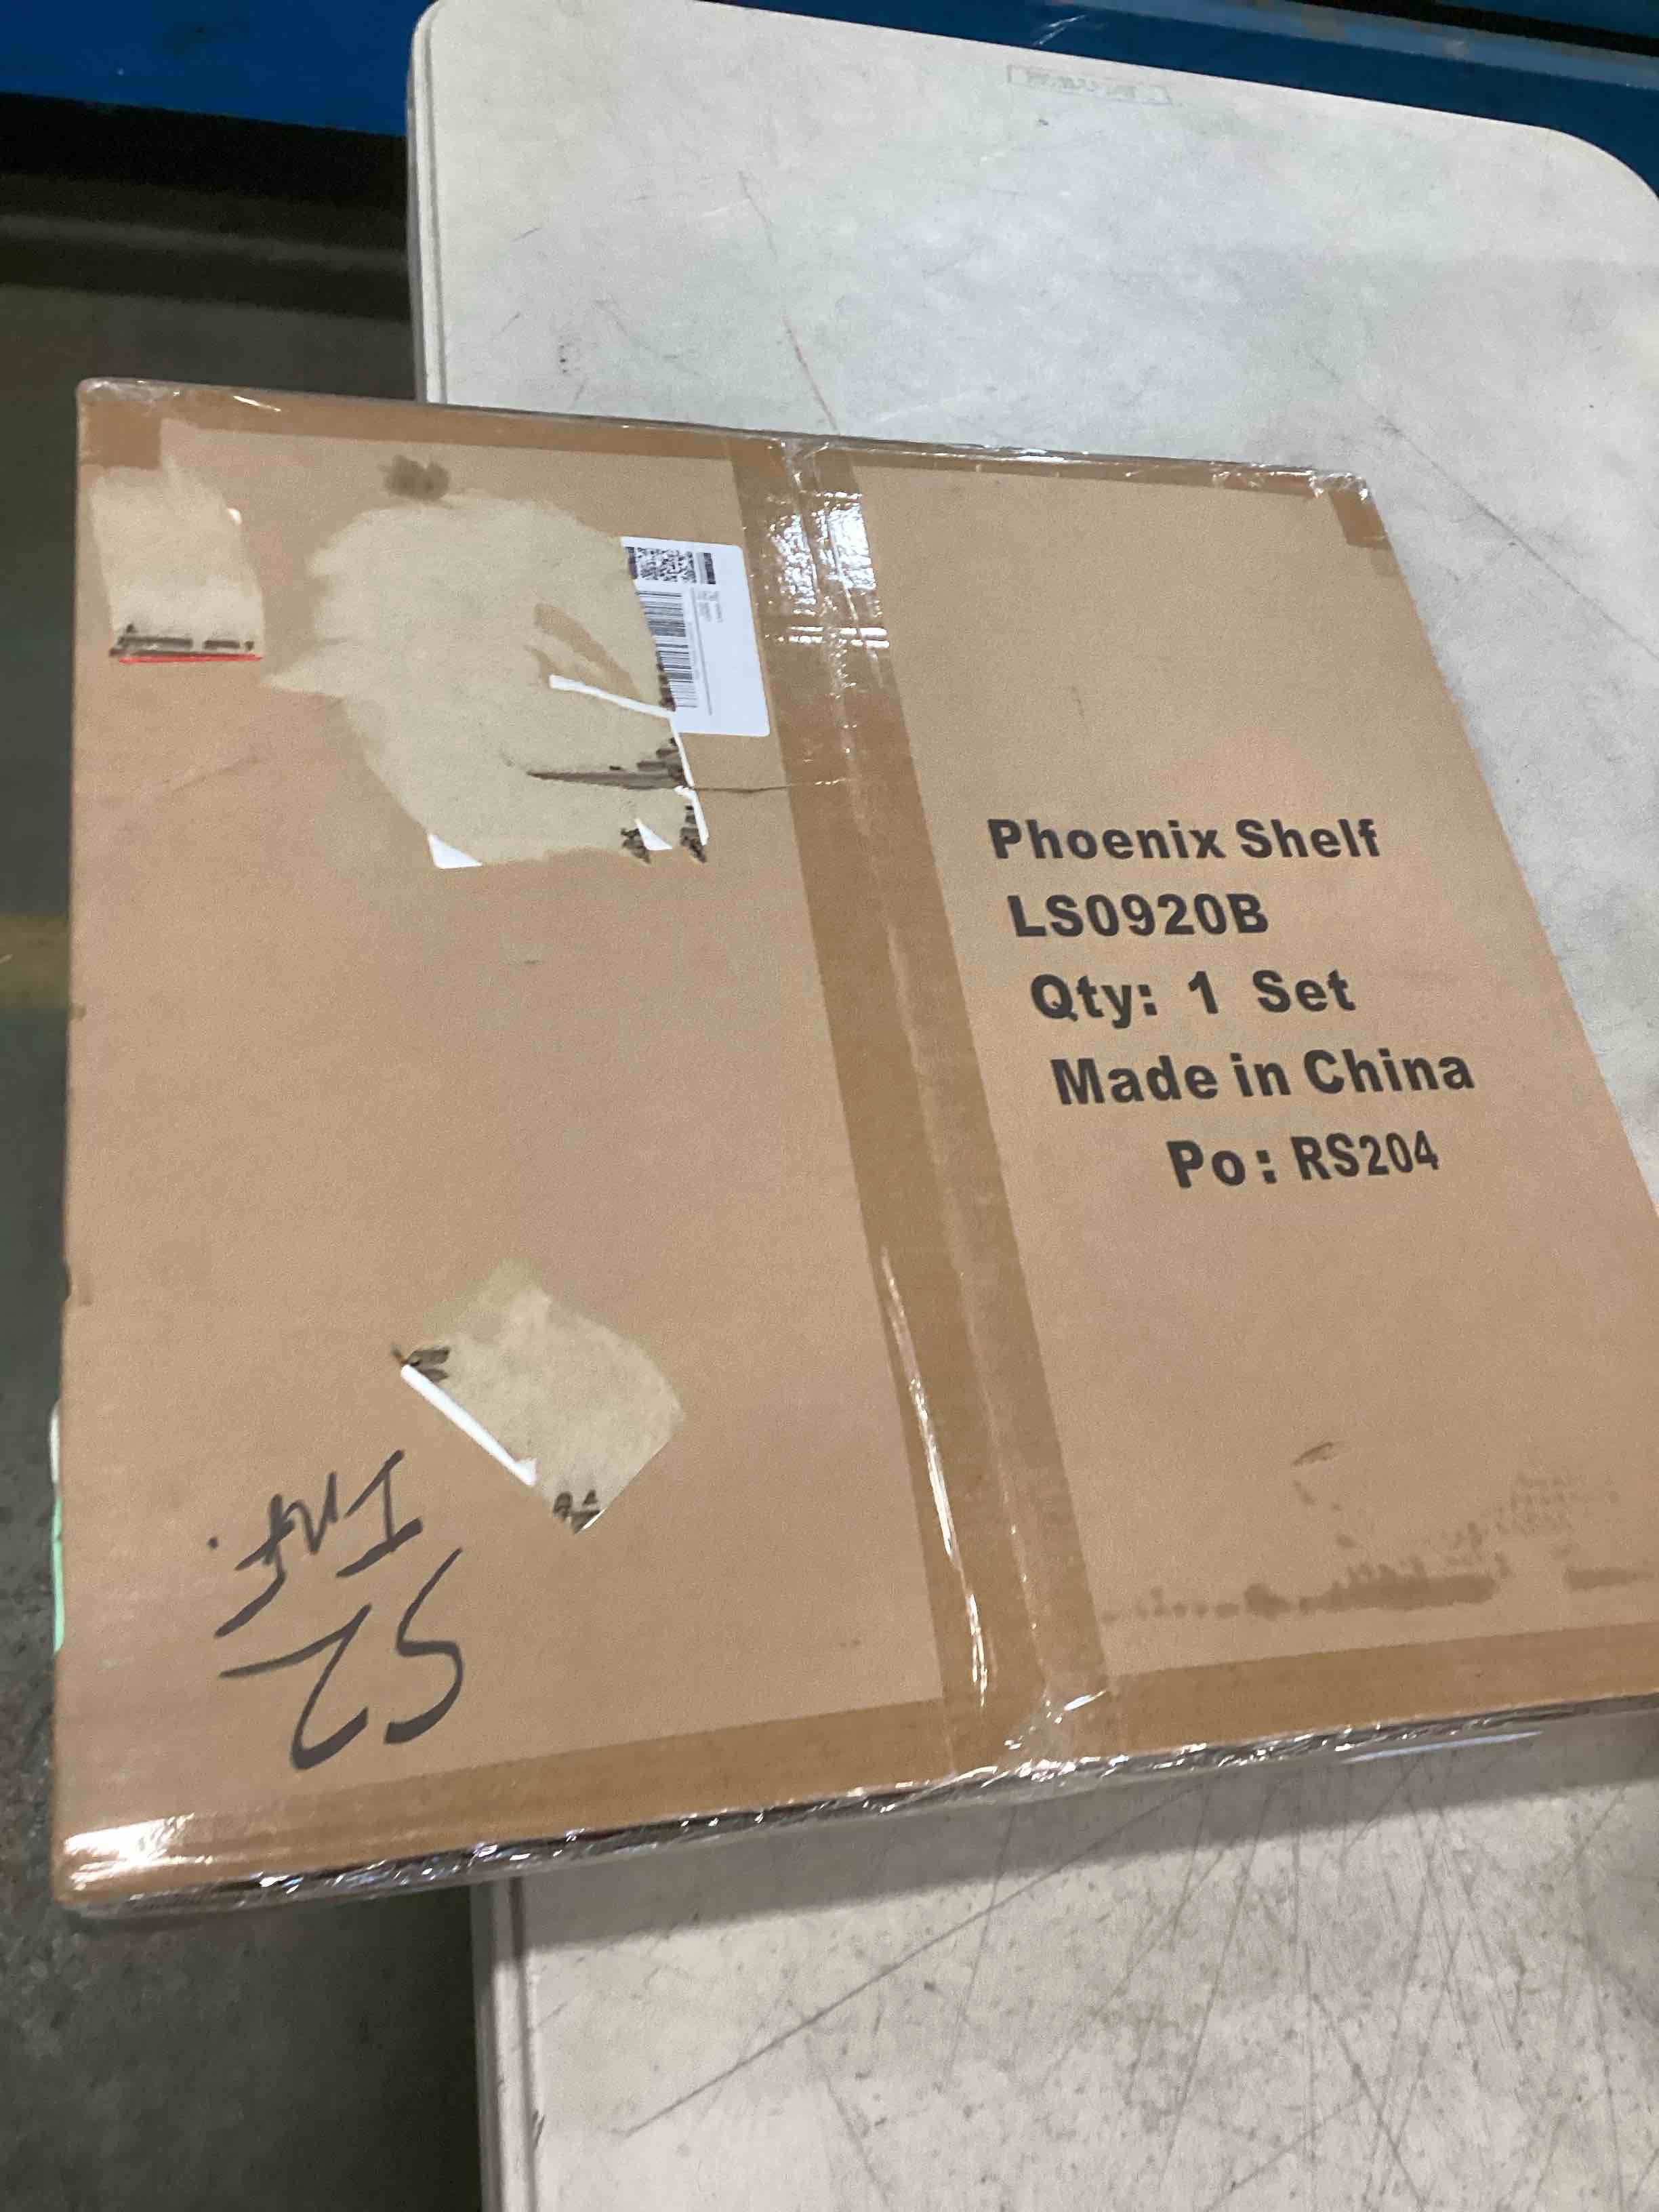 Phoenix Shelf
LS0920B
Qty: 1 Set
Made in China
Po: RS204